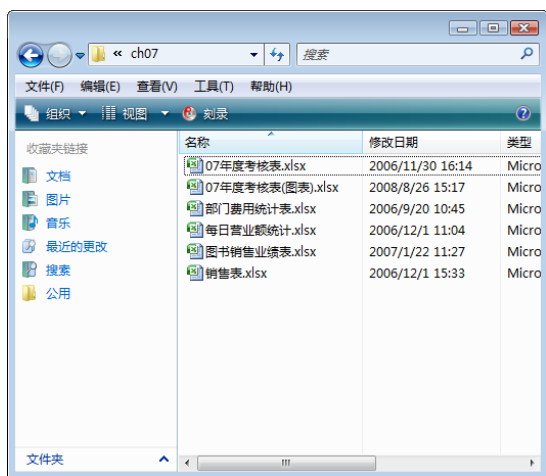 « ch07
搜索
文件(F) 编辑(E) 查看(V) 工具(T) 帮助(H)
组织 视图 刻录
收藏夹链接
文档
图片
音乐
最近的更改
搜索
公用
文件夹
名称 修改日期 类型
07年度考核表.xlsx 2006/11/30 16:14 Micro
07年度考核表(图表).xlsx 2008/8/26 15:17 Micro
部门费用统计表.xlsx 2006/9/20 10:45 Micro
每日营业额统计.xlsx 2006/12/1 11:04 Micro
图书销售业绩表.xlsx 2007/1/22 11:27 Micro
销售表.xlsx 2006/12/1 15:33 Micro